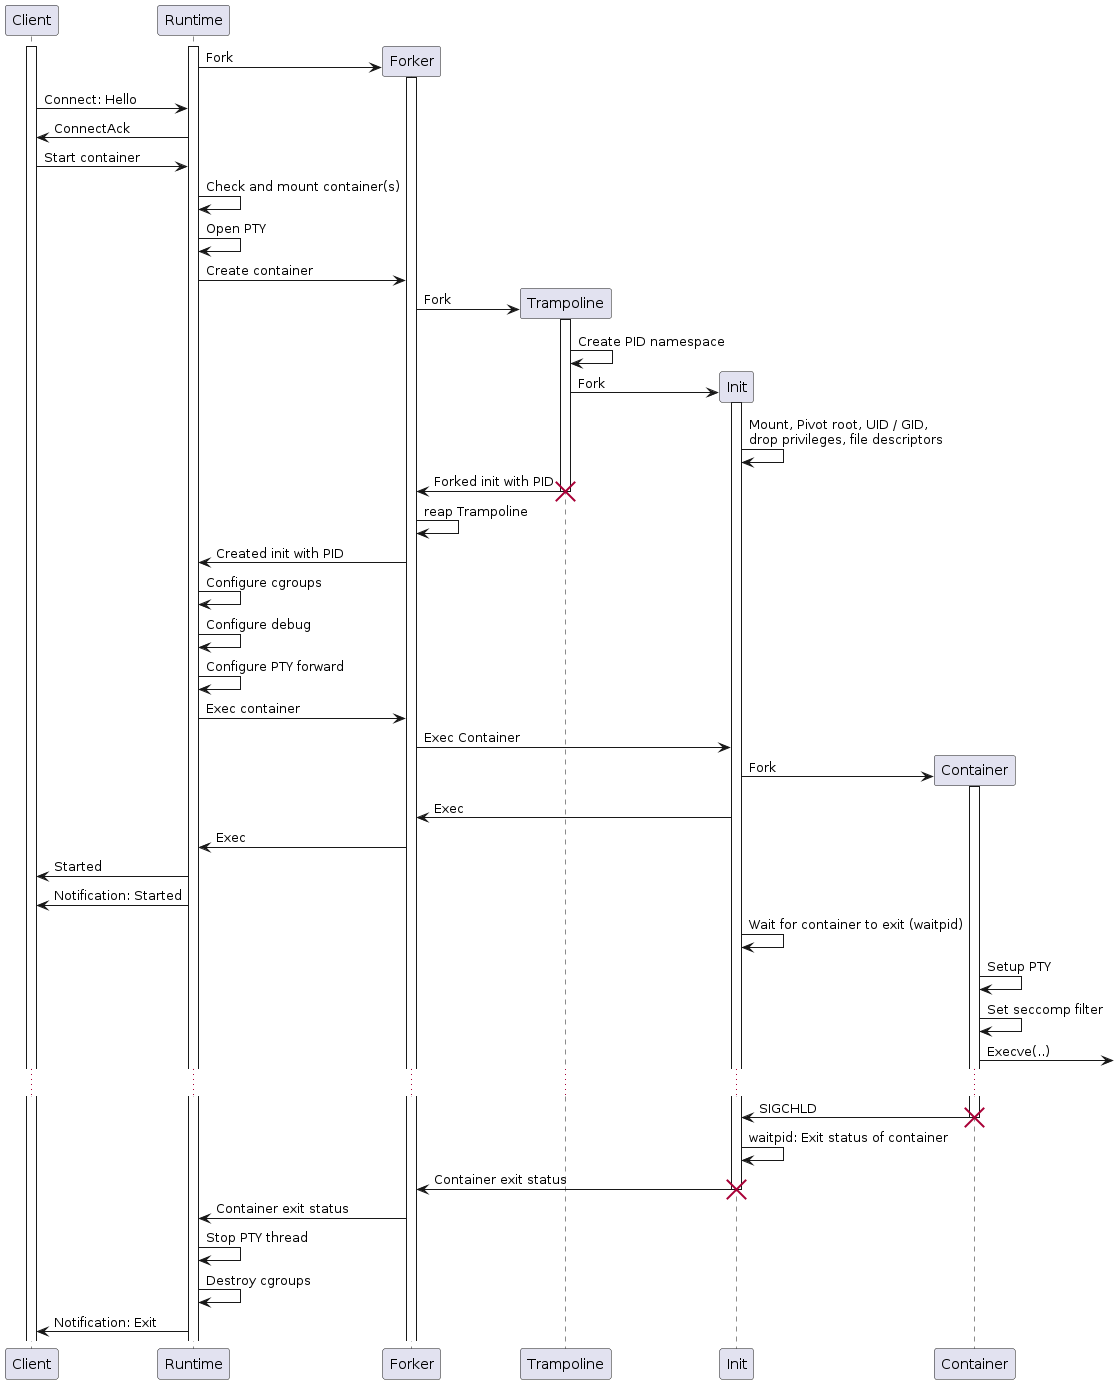 Client
Runtime
Fork
Forker
Connect: Hello
ConnectAck
Start container
Check and mount container(s)
Open PTY
Create container
Fork
Trampoline
Create PID namespace
Fork
Init
Mount, Pivot root, UID / GID,
drop privileges, file descriptors
Forked init with PID
reap Trampoline
Created init with PID
Configure cgroups
Configure debug
Configure PTY forward
Exec container
Exec Container
Fork
Container
Exec
Exec
Started
Notification: Started
Wait for container to exit (waitpid)
Setup PTY
Set seccomp filter
Execve(..)
SIGCHLD
waitpid: Exit status of container
Container exit status
Container exit status
Stop PTY thread
Destroy cgroups
Notification: Exit
Client
Runtime
Forker
Trampoline
Init
Container